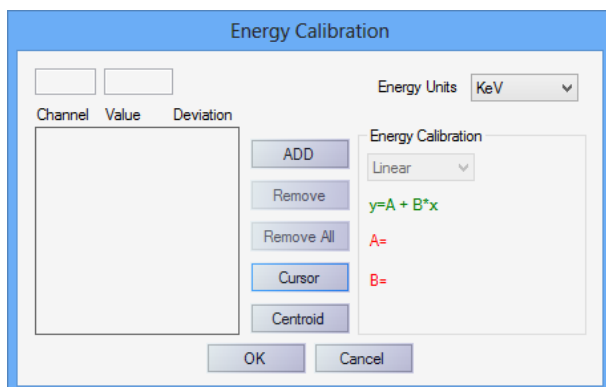 Energy Calibration
Energy Units KeV
Channel Value Deviation
Energy Calibration
ADD
Linear
Remove
y=A + B*x
Remove All
A=
Cursor
B=
Centroid
OK
Cancel